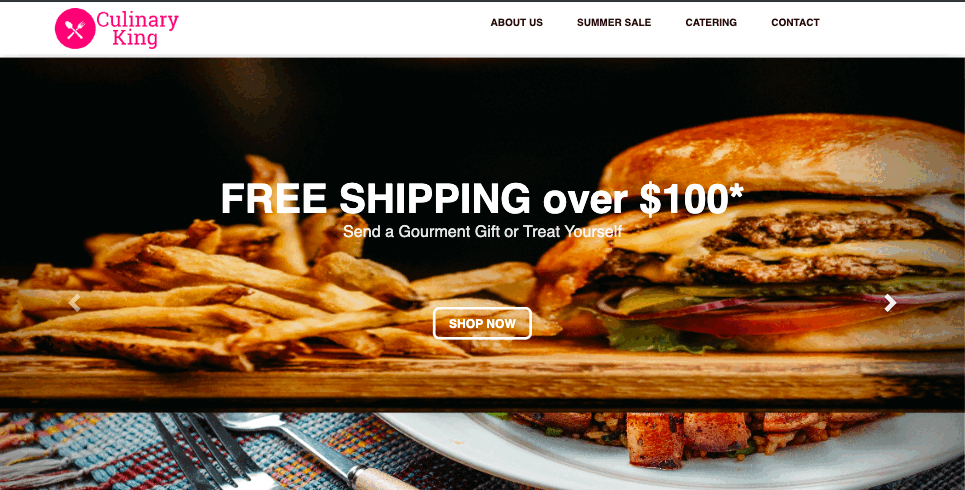 Culinary
King
ABOUT US SUMMER SALE CATERING CONTACT
FREE SHIPPING over $100*
Send a Gourment Gift or Treat Yourself
SHOP NOW